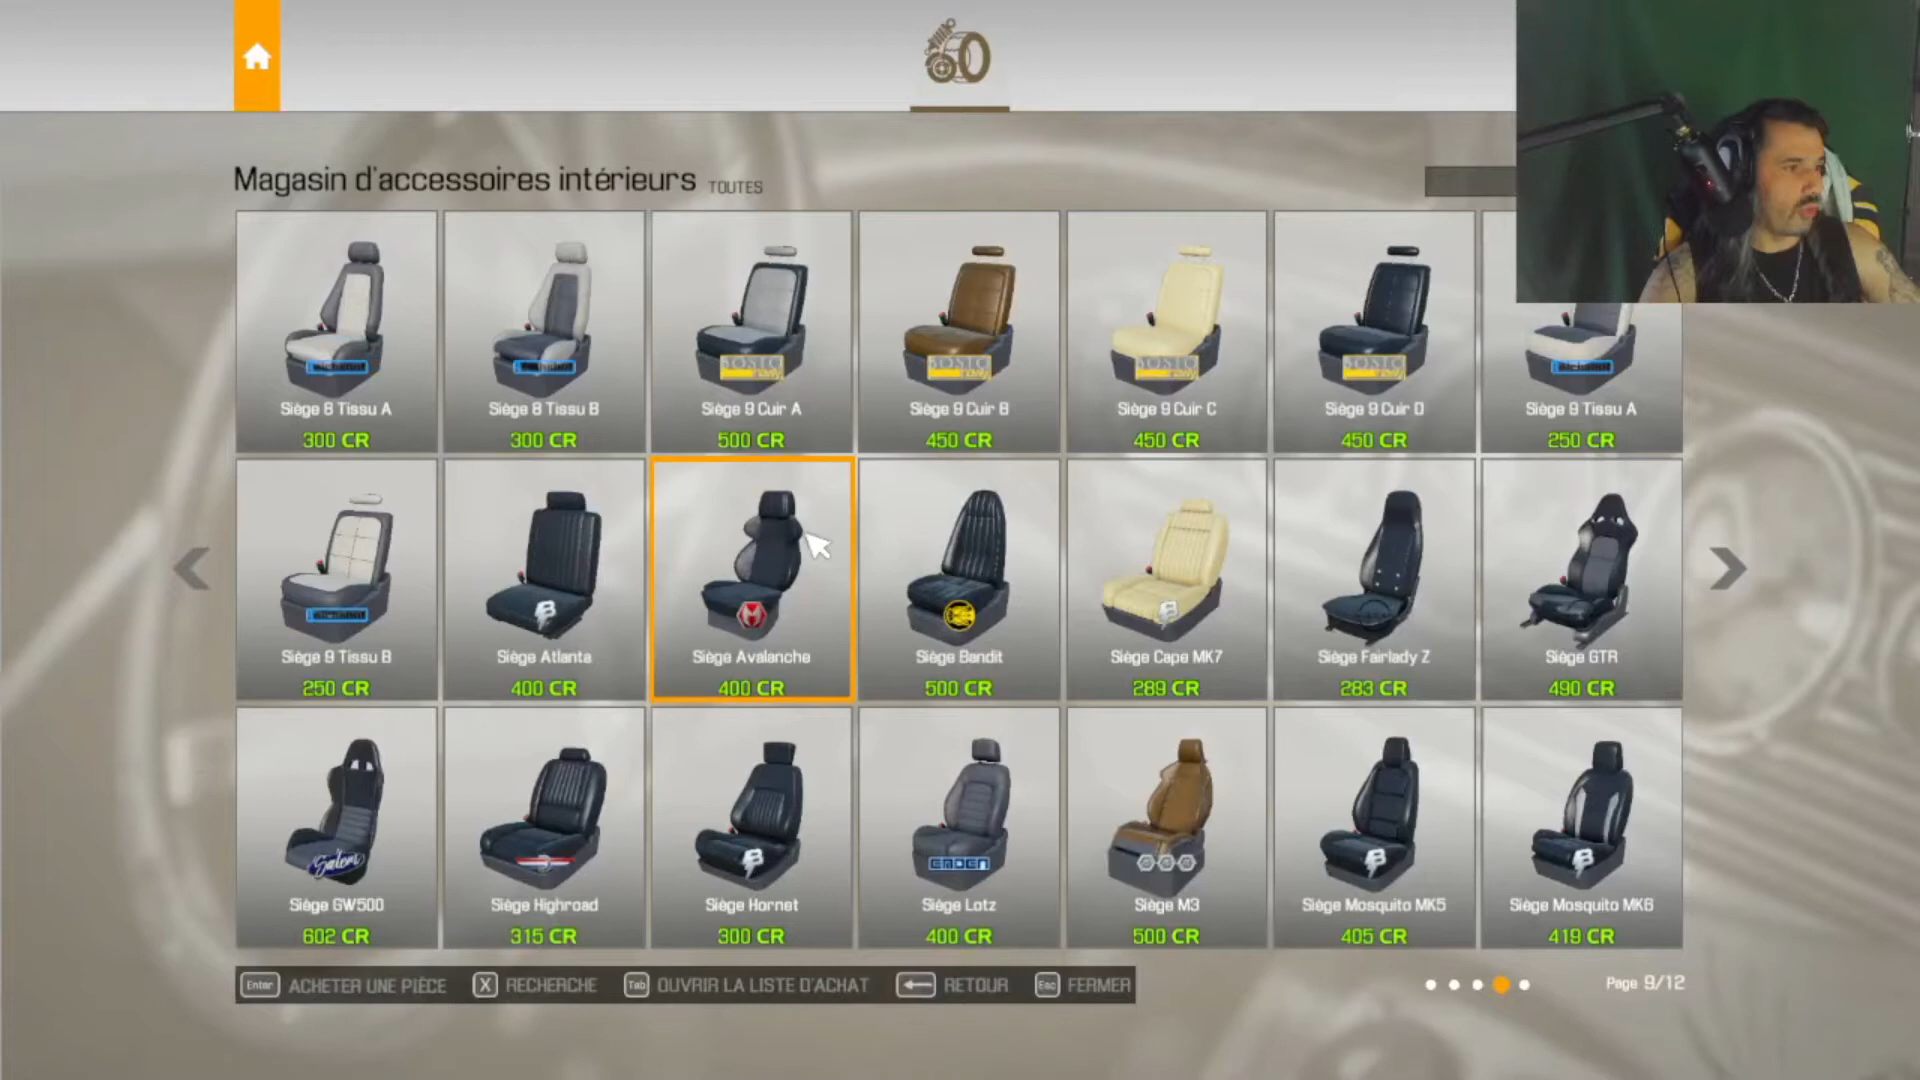 Magasin d'accessoires intérieurs TOUTES
Siège 8 Tissu A
300 CR
Siège 8 Tissu B
300 CR
Siège 9 Cuir A
500 CR
Siège 9 Cuir B
450 CR
Siège 9 Cuir C
450 CR
Siège 9 Cuir D
450 CR
Siège 9 Tissu A
250 CR
Siège 9 Tissu B
250 CR
Siège Atlanta
400 CR
Siège Avalanche
400 CR
Siège Bandit
500 CR
Siège Cape MK7
289 CR
Siège Fairlady Z
283 CR
Siège GTR
490 CR
Salem
Siège GW500
602 CR
Siège Highroad
315 CR
Siège Hornet
300 CR
Siège Lotz
400 CR
Siège M3
500 CR
Siège Mosquito MK5
405 CR
Siège Mosquito MK6
419 CR
Enter ACHETER UNE PIÈCE X RECHERCHE Tab OUVRIR LA LISTE D'ACHAT RETOUR Esc FERMER
Page 9/12